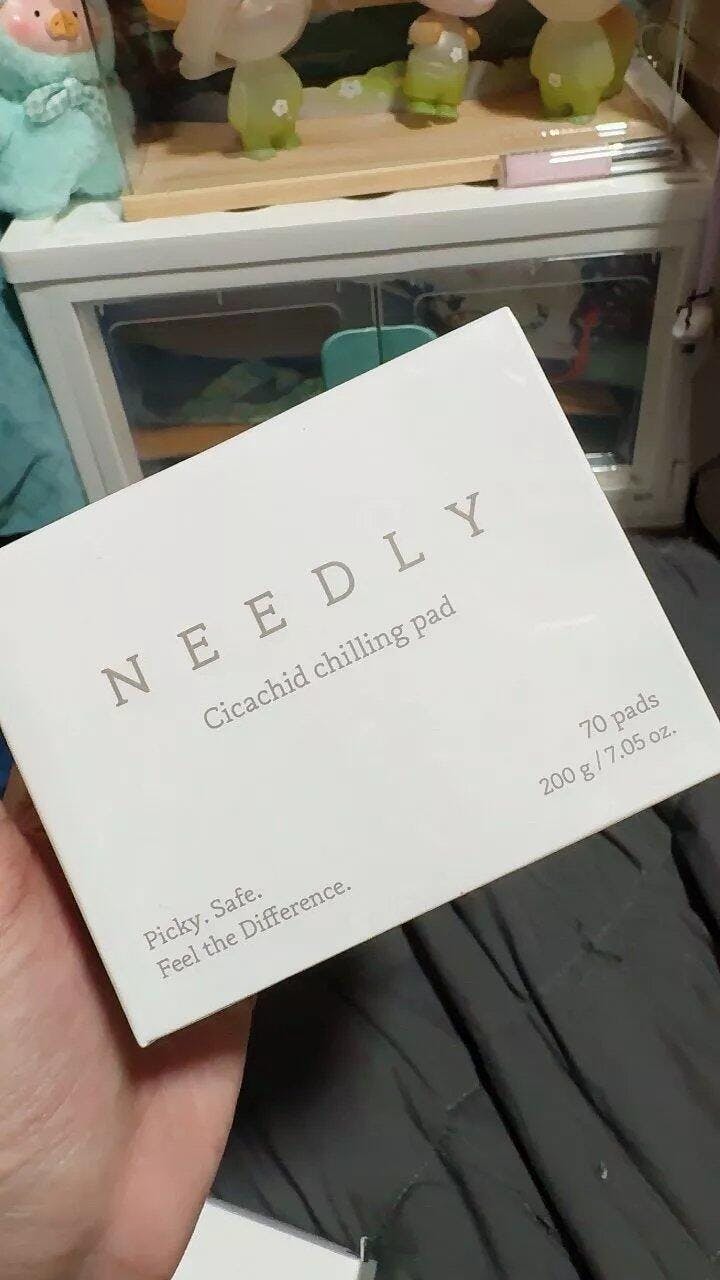 NEEDLY
Cicachid chilling pad
70 pads
200 g / 7.05 oz.
Picky. Safe.
Feel the Difference.